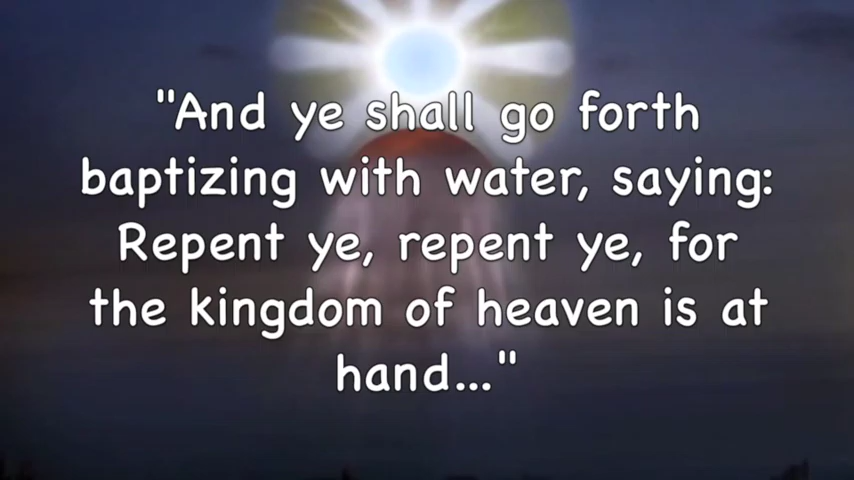 "And ye shall go forth
baptizing with water, saying:
Repent ye, repent ye, for
the kingdom of heaven is at
hand..."